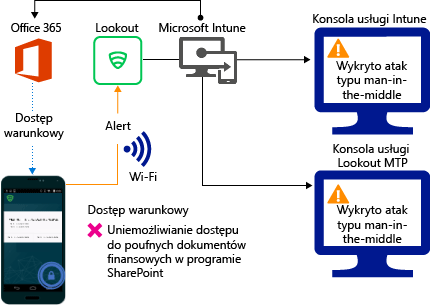 Office 365
Lookout
Microsoft Intune
Konsola usługi Intune
Wykryto atak
typu man-in-
the-middle
Dostęp
warunkowy
Alert
Wi-Fi
Konsola usługi
Lookout MTP
Wykryto atak
typu man-in-
the-middle
Dostęp warunkowy
Uniemożliwianie dostępu
do poufnych dokumentów
finansowych w programie
SharePoint